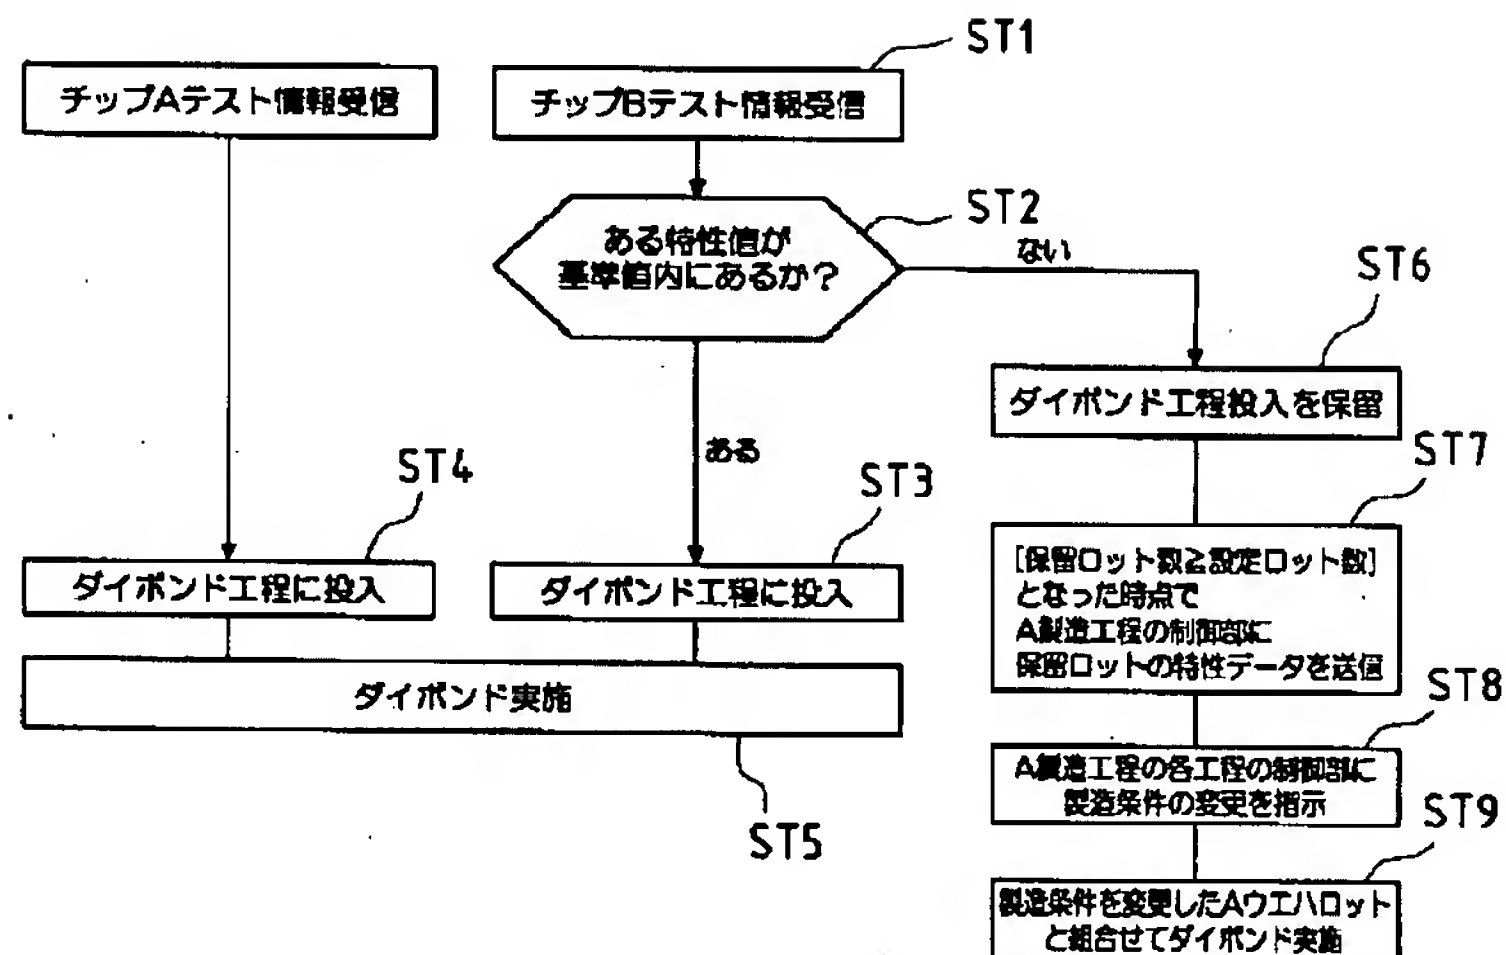 ST1
チップAテスト情報受信
チップBテスト情報受信
ST2
ある特性値が
基準値内にあるか？
ない
ST6
ダイボンド工程投入を保留
ある
ST7
ST4
ST3
[保留ロット数≧設定ロット数]
となった時点で
A製造工程の制御部に
保留ロットの特性データを送信
ダイボンド工程に投入
ダイボンド工程に投入
ダイボンド実施
ST8
A製造工程の各工程の制御部に
製造条件の変更を指示
ST5
ST9
製造条件を変更したAウエハロット
と組合せてダイボンド実施